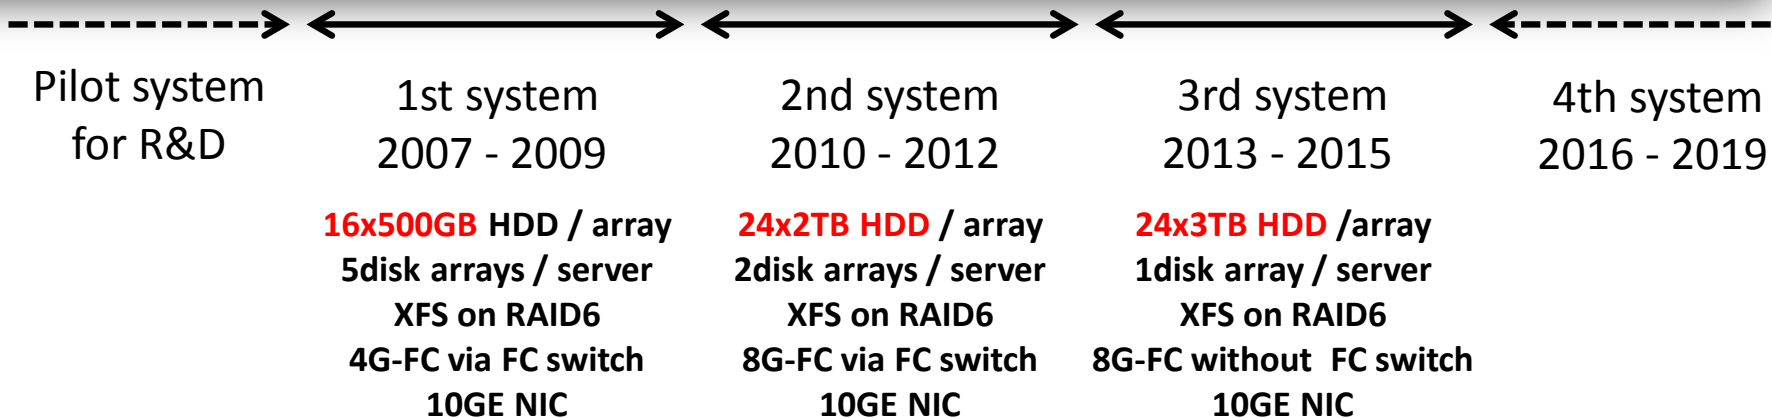 Pilot system
for R&D
1st system
2007 - 2009
16x500GB HDD / array
5disk arrays / server
XFS on RAID6
4G-FC via FC switch
10GE NIC
2nd system
2010 - 2012
24x2TB HDD / array
2disk arrays / server
XFS on RAID6
8G-FC via FC switch
10GE NIC
3rd system
2013 - 2015
24x3TB HDD /array
1disk array / server
XFS on RAID6
8G-FC without FC switch
10GE NIC
4th system
2016 - 2019